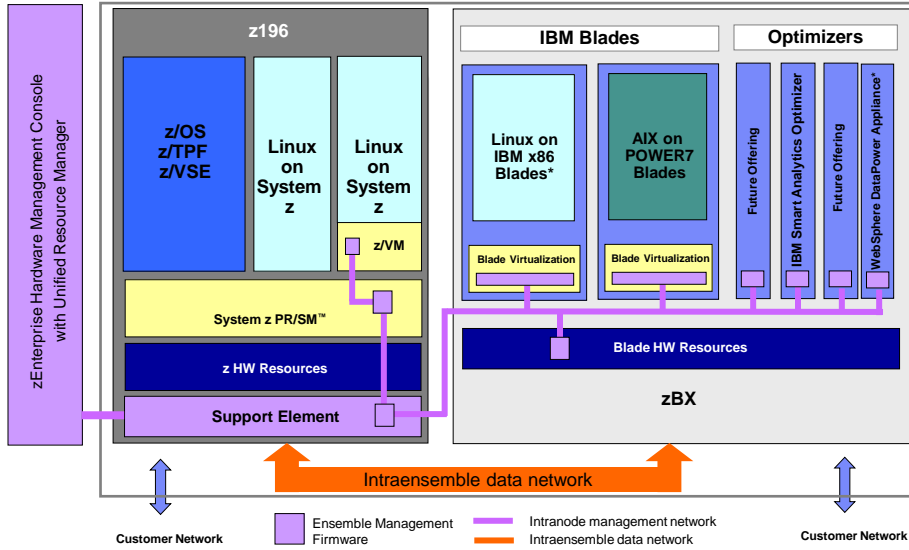 zEnterprise Hardware Management Console
with Unified Resource Manager
z196
z/OS
z/TPF
z/VSE
Linux
on
System
z
Linux
on
System
z
z/VM
System z PR/SM™
z HW Resources
Support Element
IBM Blades
Optimizers
Linux on
IBM x86
Blades*
AIX on
POWER7
Blades
Blade Virtualization
Blade Virtualization
Future Offering
IBM Smart Analytics Optimizer
Future Offering
WebSphere DataPower Appliance*
Blade HW Resources
zBX
Intraensemble data network
Customer Network
Ensemble Management
Firmware
Intranode management network
Intraensemble data network
Customer Network